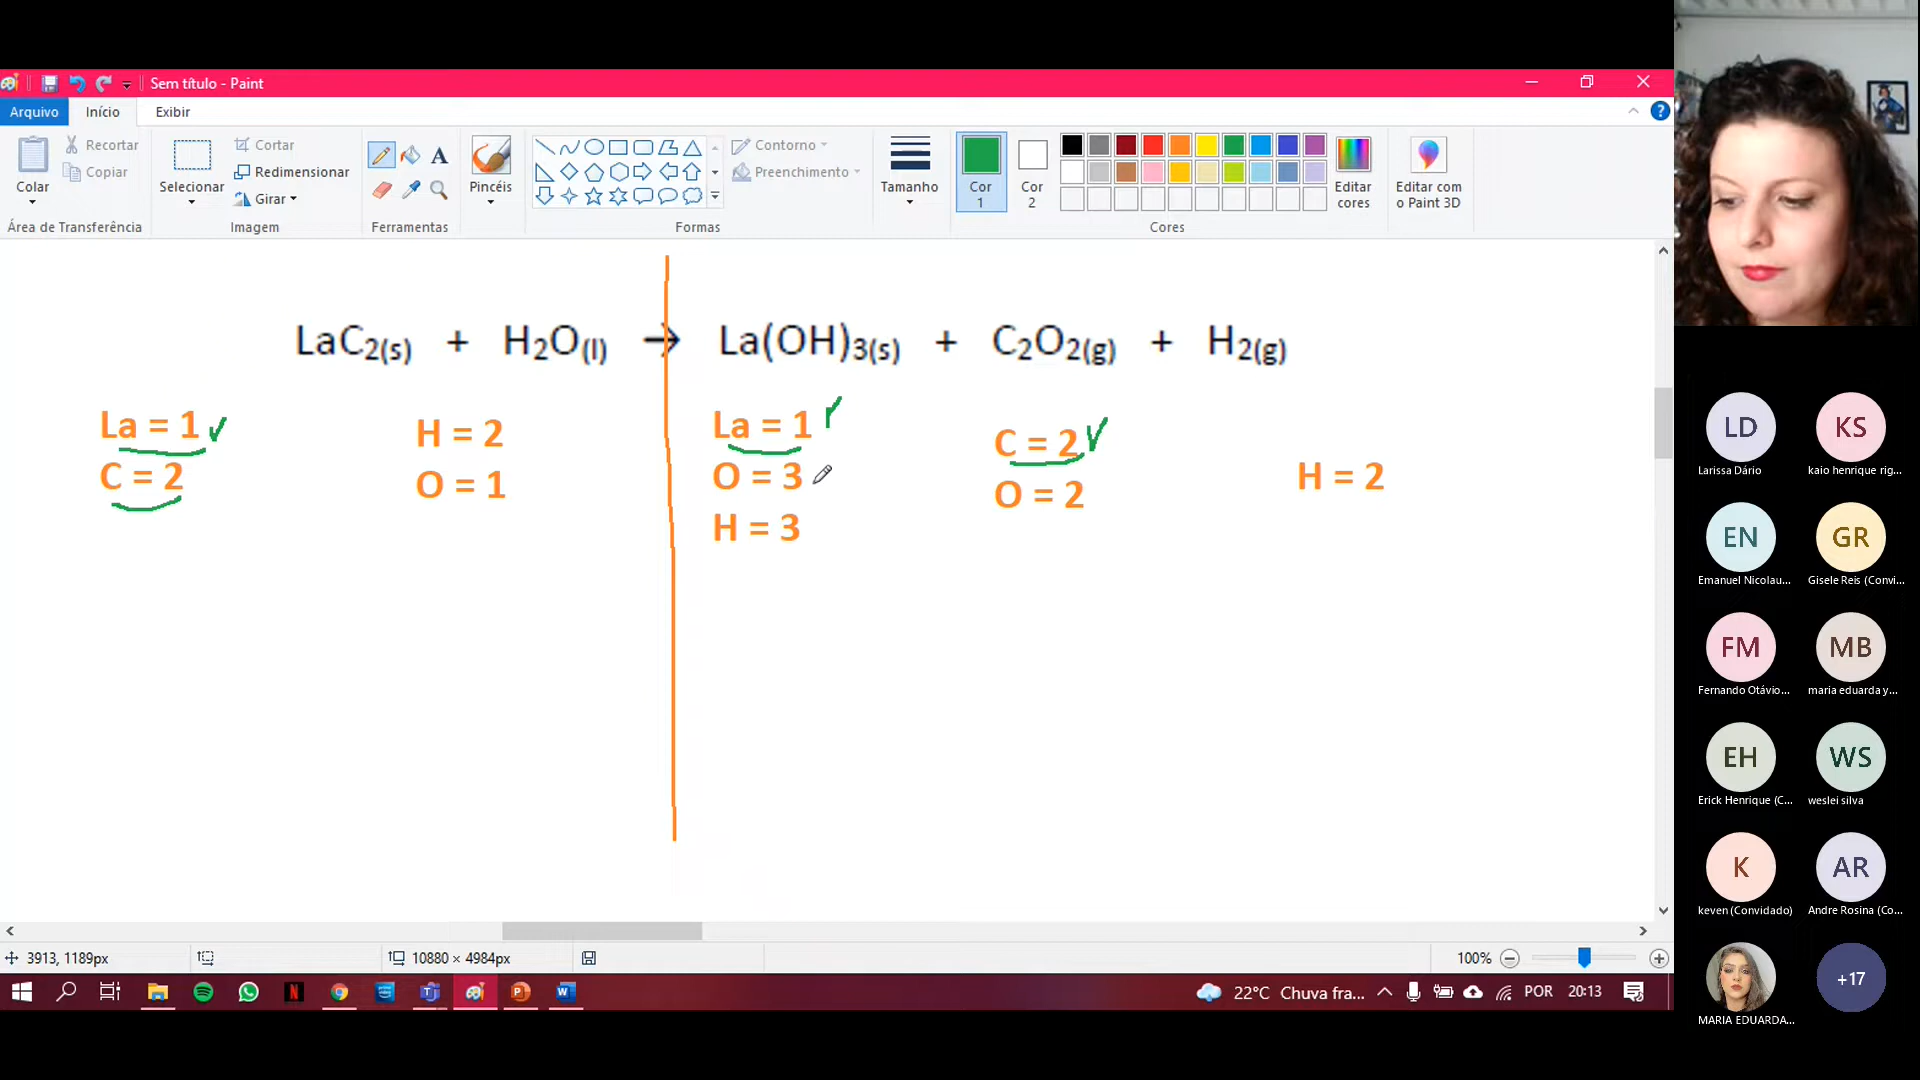 Sem título - Paint
Arquivo
Início
Exibir
Colar
Recortar
Copiar
Área de Transferência
Selecionar
Cortar
Redimensionar
Girar
Imagem
A
Ferramentas
Pincéis
Formas
Contorno
Preenchimento
Tamanho
Cor
1
Cor
2
Cores
Editar
cores
Editar com
o Paint 3D
LaC₂(s) + H₂O(l) → La(OH)₃(s) + C₂O₂(g) + H₂(g)
La = 1
C = 2
H = 2
O = 1
La = 1
O = 3
H = 3
C = 2
O = 2
H = 2
3913, 1189px
10880 × 4984px
100%
22°C Chuva fra...
POR
20:13
LD
Larissa Dário
KS
kaio henrique rig...
EN
Emanuel Nicolau...
GR
Gisele Reis (Convi...
FM
Fernando Otávio...
MB
maria eduarda y...
EH
Erick Henrique (C...
WS
weslei silva
K
keven (Convidado)
AR
Andre Rosina (Co...
MARIA EDUARDA...
+17